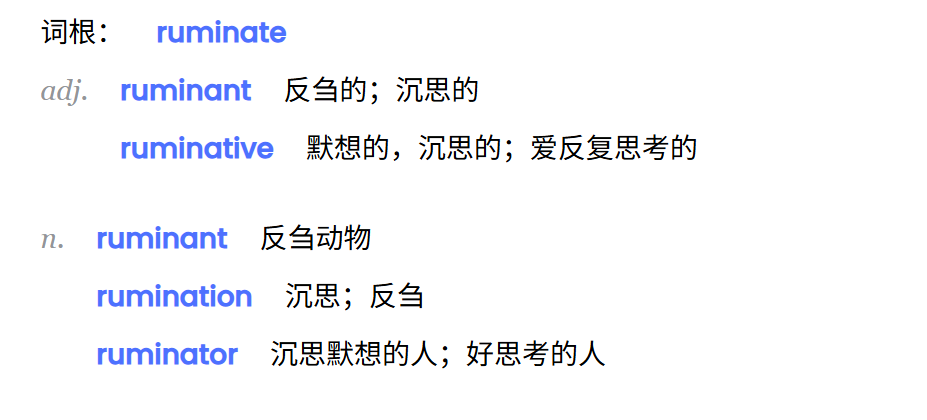 词根： ruminate
adj. ruminant 反刍的；沉思的
ruminative 默想的，沉思的；爱反复思考的
n. ruminant 反刍动物
rumination 沉思；反刍
ruminator 沉思默想的人；好思考的人